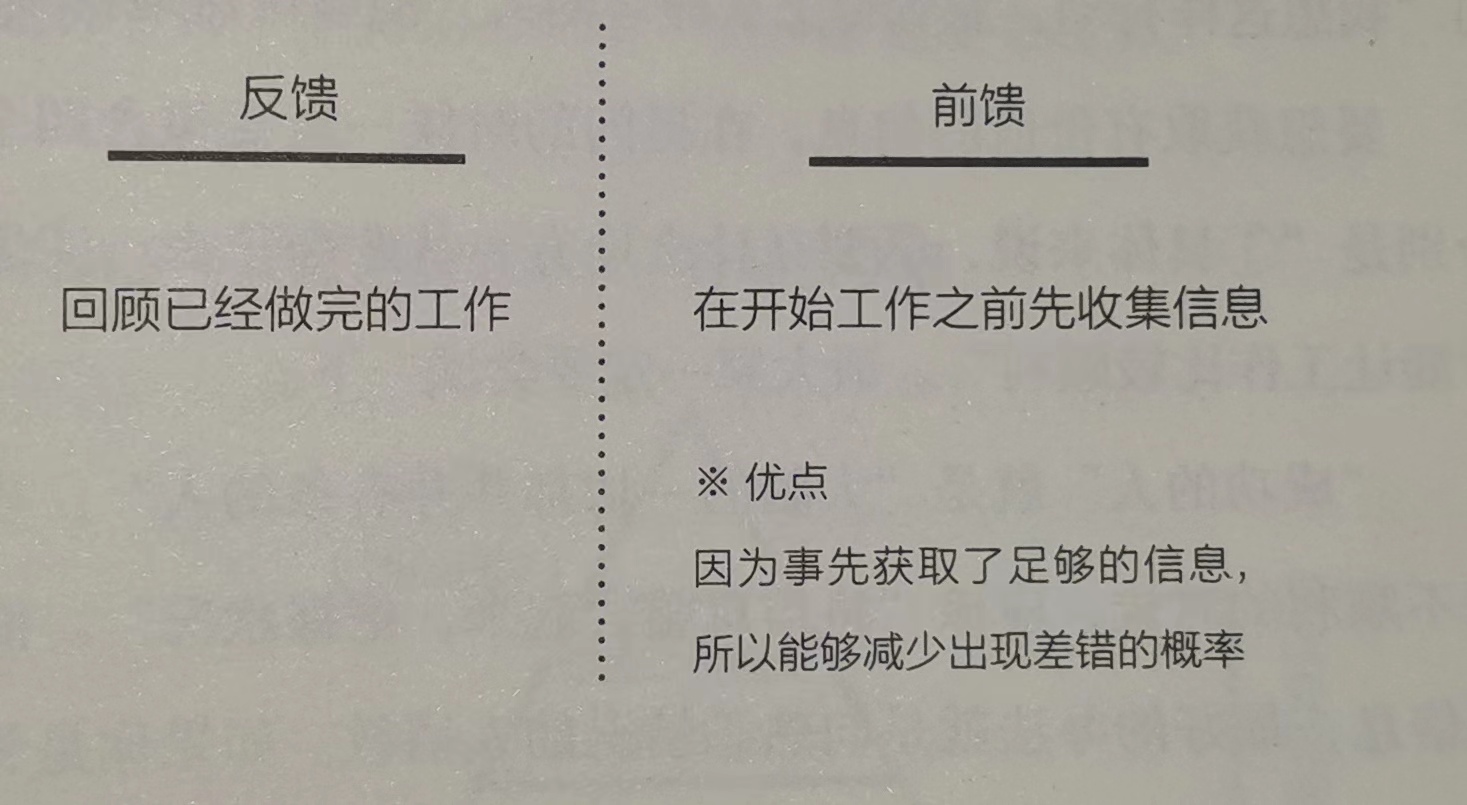 反馈
回顾已经做完的工作
前馈
在开始工作之前先收集信息
※ 优点
因为事先获取了足够的信息，
所以能够减少出现差错的概率